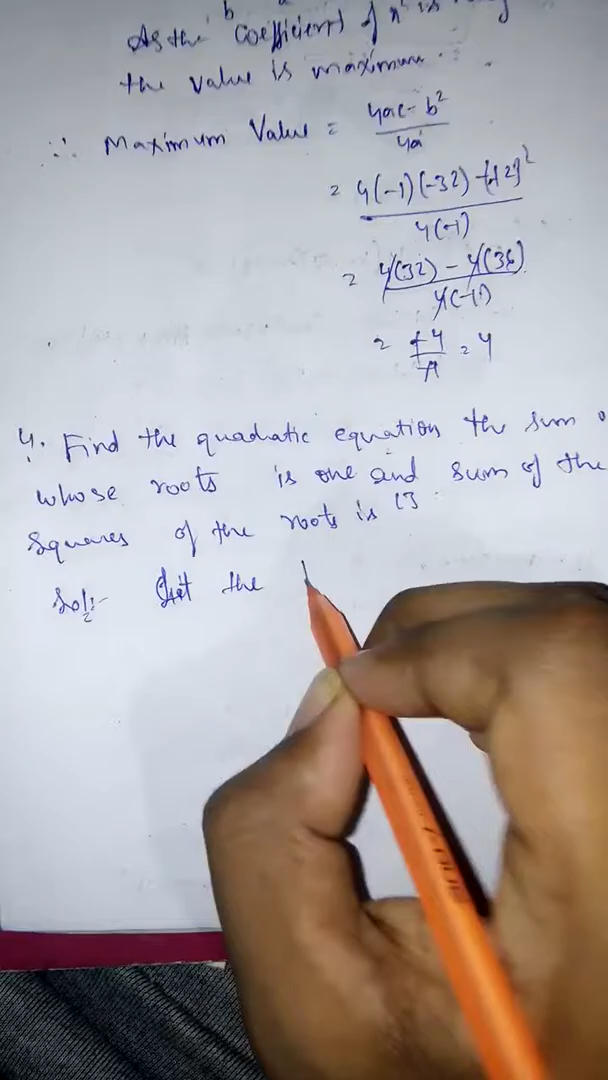 b
As the coefficient of x² is
the value is maximum.
∴ Maximum Value = 4ac-b² / 4a
= 4(-1)(-32) - (12)² / 4(-1)
= 4(32) - 4(36) / 4(-1)
= -4 / -1 = 4
4. Find the quadratic equation the sum o
whose roots is one and sum of the
squares of the roots is 13.
Sol:- Let the